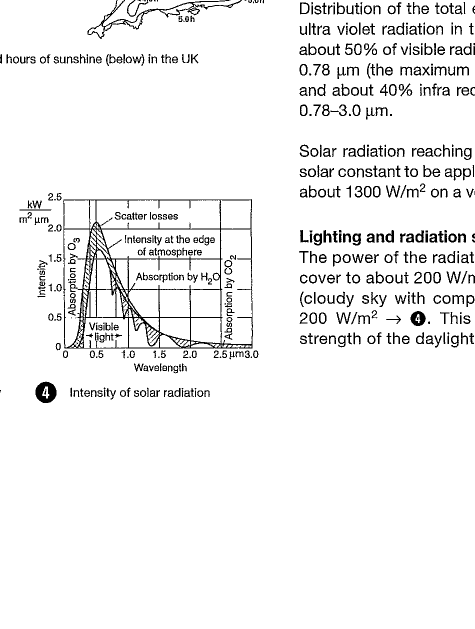 5.0h
d hours of sunshine (below) in the UK
kW
m² µm
2.5
2.0
1.5
1.0
0.5
0
Intensity
Absorption by O₃
Scatter losses
Intensity at the edge
of atmosphere
Absorption by H₂O
Absorption by CO₂
Visible
light
0 0.5 1.0 1.5 2.0 2.5 µm 3.0
Wavelength
4 Intensity of solar radiation
Distribution of the total e
ultra violet radiation in t
about 50% of visible radi
0.78 µm (the maximum
and about 40% infra red
0.78–3.0 µm.
Solar radiation reaching
solar constant to be appl
about 1300 W/m² on a v
Lighting and radiation s
The power of the radiat
cover to about 200 W/m
(cloudy sky with comp
200 W/m² → 4. This
strength of the daylight